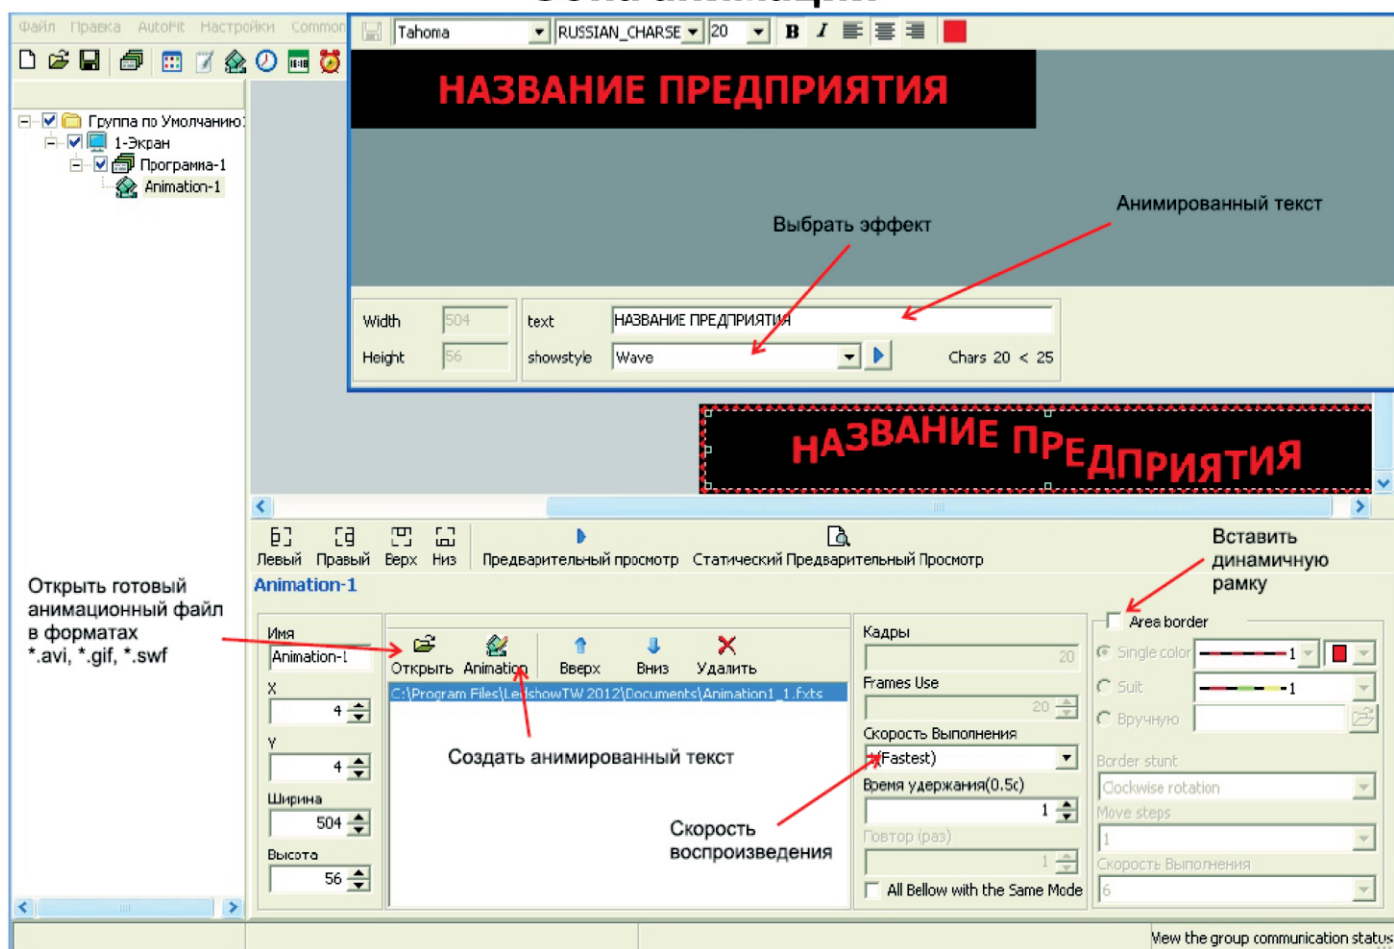 Файл Правка AutoFit Настройки Common
Tahoma RUSSIAN_CHARSE 20 B I
НАЗВАНИЕ ПРЕДПРИЯТИЯ
Группа по Умолчанию
1-Экран
Программа-1
Animation-1
Анимированный текст
Выбрать эффект
Width 504 text НАЗВАНИЕ ПРЕДПРИЯТИЯ
Height 56 showstyle Wave Chars 20 < 25
НАЗВАНИЕ ПРЕДПРИЯТИЯ
Левый Правый Верх Низ Предварительный просмотр Статический Предварительный Просмотр
Вставить
динамичную
рамку
Animation-1
Открыть готовый
анимационный файл
в форматах
*.avi, *.gif, *.swf
Имя
Animation-1
X
4
Y
4
Ширина
504
Высота
56
Открыть Animation Вверх Вниз Удалить
C:\Program Files\LedshowTW 2012\Documents\Animation1_1.fxts
Создать анимированный текст
Скорость
воспроизведения
Кадры
20
Frames Use
20
Скорость Выполнения
(Fastest)
Время удержания(0.5с)
1
Повтор (раз)
1
All Bellow with the Same Mode
Area border
Single color 1
Suit 1
Вручную
Border stunt
Clockwise rotation
Move steps
1
Скорость Выполнения
6
View the group communication status